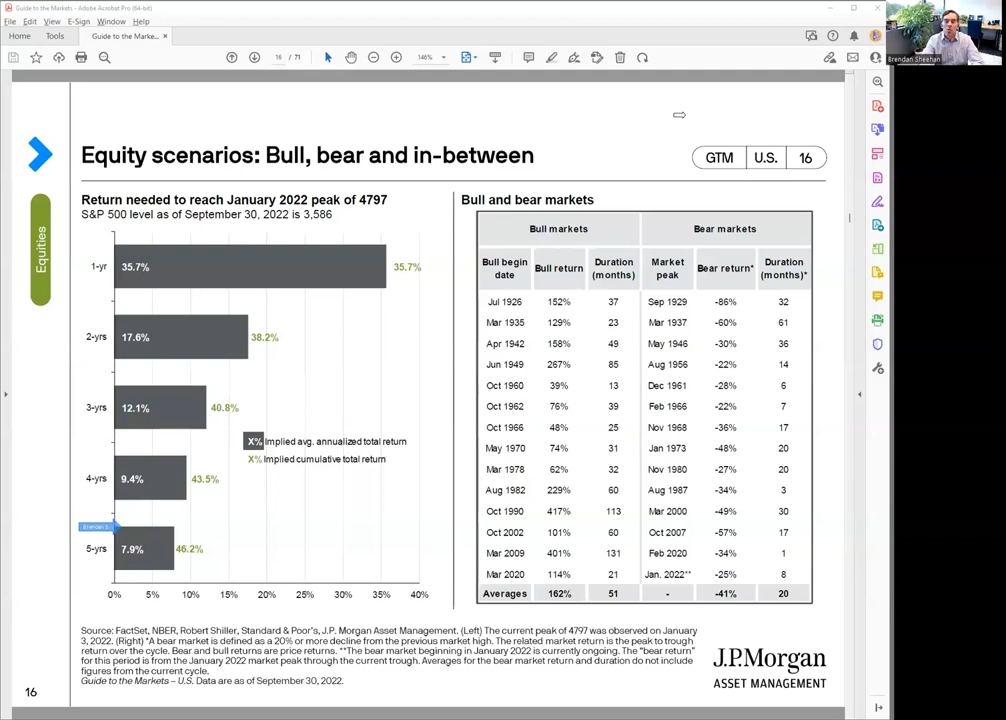 Guide to the Markets - Adobe Acrobat Pro (64-bit)
File Edit View E-Sign Window Help
Home Tools Guide to the Marke... ×
16 / 71 146%
Brendan Sheehan
Equity scenarios: Bull, bear and in-between
GTM U.S. 16
Equities
Return needed to reach January 2022 peak of 4797
S&P 500 level as of September 30, 2022 is 3,586
1-yr 35.7% 35.7%
2-yrs 17.6% 38.2%
3-yrs 12.1% 40.8%
X% Implied avg. annualized total return
X% Implied cumulative total return
4-yrs 9.4% 43.5%
Brendan S...
5-yrs 7.9% 46.2%
0% 5% 10% 15% 20% 25% 30% 35% 40%
Bull and bear markets
Bull markets Bear markets
Bull begin date Bull return Duration (months) Market peak Bear return* Duration (months)*
Jul 1926 152% 37 Sep 1929 -86% 32
Mar 1935 129% 23 Mar 1937 -60% 61
Apr 1942 158% 49 May 1946 -30% 36
Jun 1949 267% 85 Aug 1956 -22% 14
Oct 1960 39% 13 Dec 1961 -28% 6
Oct 1962 76% 39 Feb 1966 -22% 7
Oct 1966 48% 25 Nov 1968 -36% 17
May 1970 74% 31 Jan 1973 -48% 20
Mar 1978 62% 32 Nov 1980 -27% 20
Aug 1982 229% 60 Aug 1987 -34% 3
Oct 1990 417% 113 Mar 2000 -49% 30
Oct 2002 101% 60 Oct 2007 -57% 17
Mar 2009 401% 131 Feb 2020 -34% 1
Mar 2020 114% 21 Jan. 2022** -25% 8
Averages 162% 51 - -41% 20
Source: FactSet, NBER, Robert Shiller, Standard & Poor's, J.P. Morgan Asset Management. (Left) The current peak of 4797 was observed on January
3, 2022. (Right) *A bear market is defined as a 20% or more decline from the previous market high. The related market return is the peak to trough
return over the cycle. Bear and bull returns are price returns. **The bear market beginning in January 2022 is currently ongoing. The "bear return"
for this period is from the January 2022 market peak through the current trough. Averages for the bear market return and duration do not include
figures from the current cycle.
Guide to the Markets – U.S. Data are as of September 30, 2022.
J.P.Morgan
ASSET MANAGEMENT
16